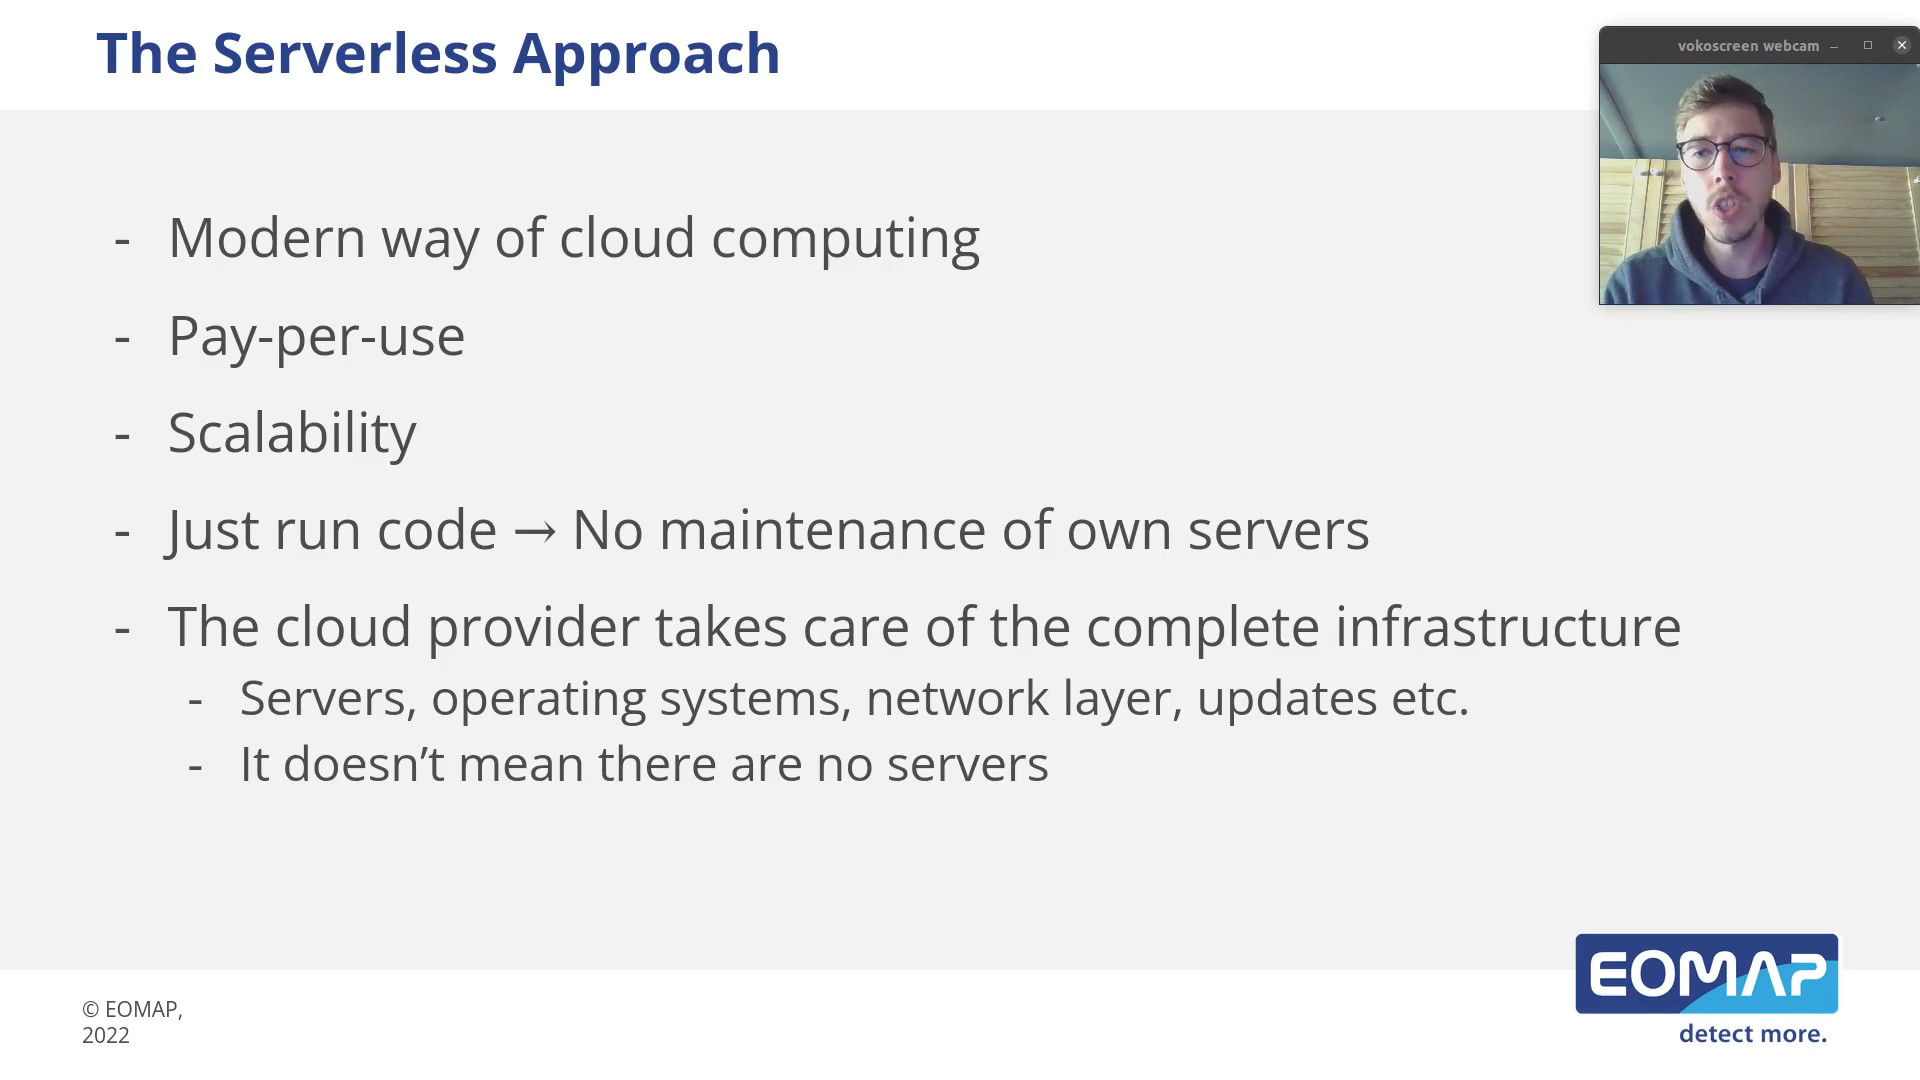 The Serverless Approach
vokoscreen webcam
- Modern way of cloud computing
- Pay-per-use
- Scalability
- Just run code → No maintenance of own servers
- The cloud provider takes care of the complete infrastructure
- Servers, operating systems, network layer, updates etc.
- It doesn’t mean there are no servers
© EOMAP,
2022
EOMAP
detect more.